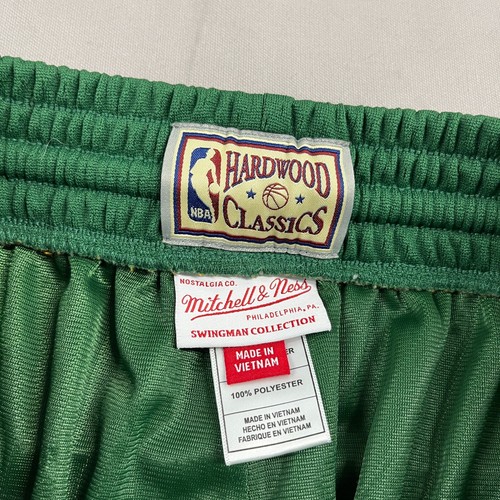 HARDWOOD
NBA
CLASSICS
NOSTALGIA CO.
Mitchell & Ness
PHILADELPHIA, PA.
SWINGMAN COLLECTION
MADE IN
VIETNAM
100% POLYESTER
MADE IN VIETNAM
HECHO EN VIETNAM
FABRIQUE EN VIETNAM